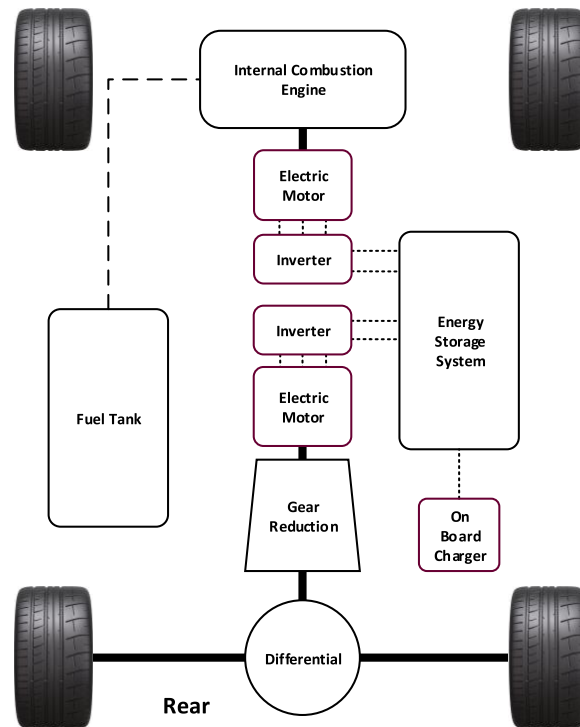 Internal Combustion
Engine
Electric
Motor
Inverter
Inverter
Energy
Storage
System
Electric
Motor
Fuel Tank
Gear
Reduction
On
Board
Charger
Differential
Rear